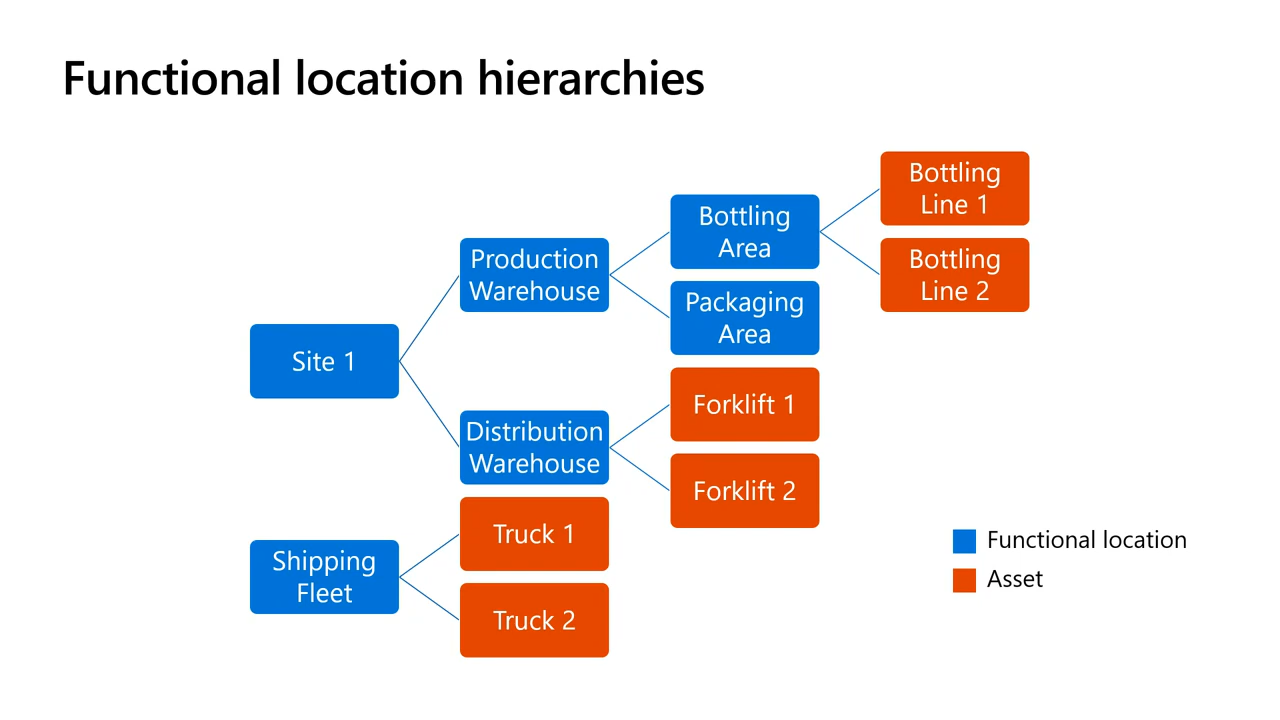 Functional location hierarchies
Site 1
Production
Warehouse
Bottling
Area
Bottling
Line 1
Bottling
Line 2
Packaging
Area
Distribution
Warehouse
Forklift 1
Forklift 2
Shipping
Fleet
Truck 1
Truck 2
Functional location
Asset